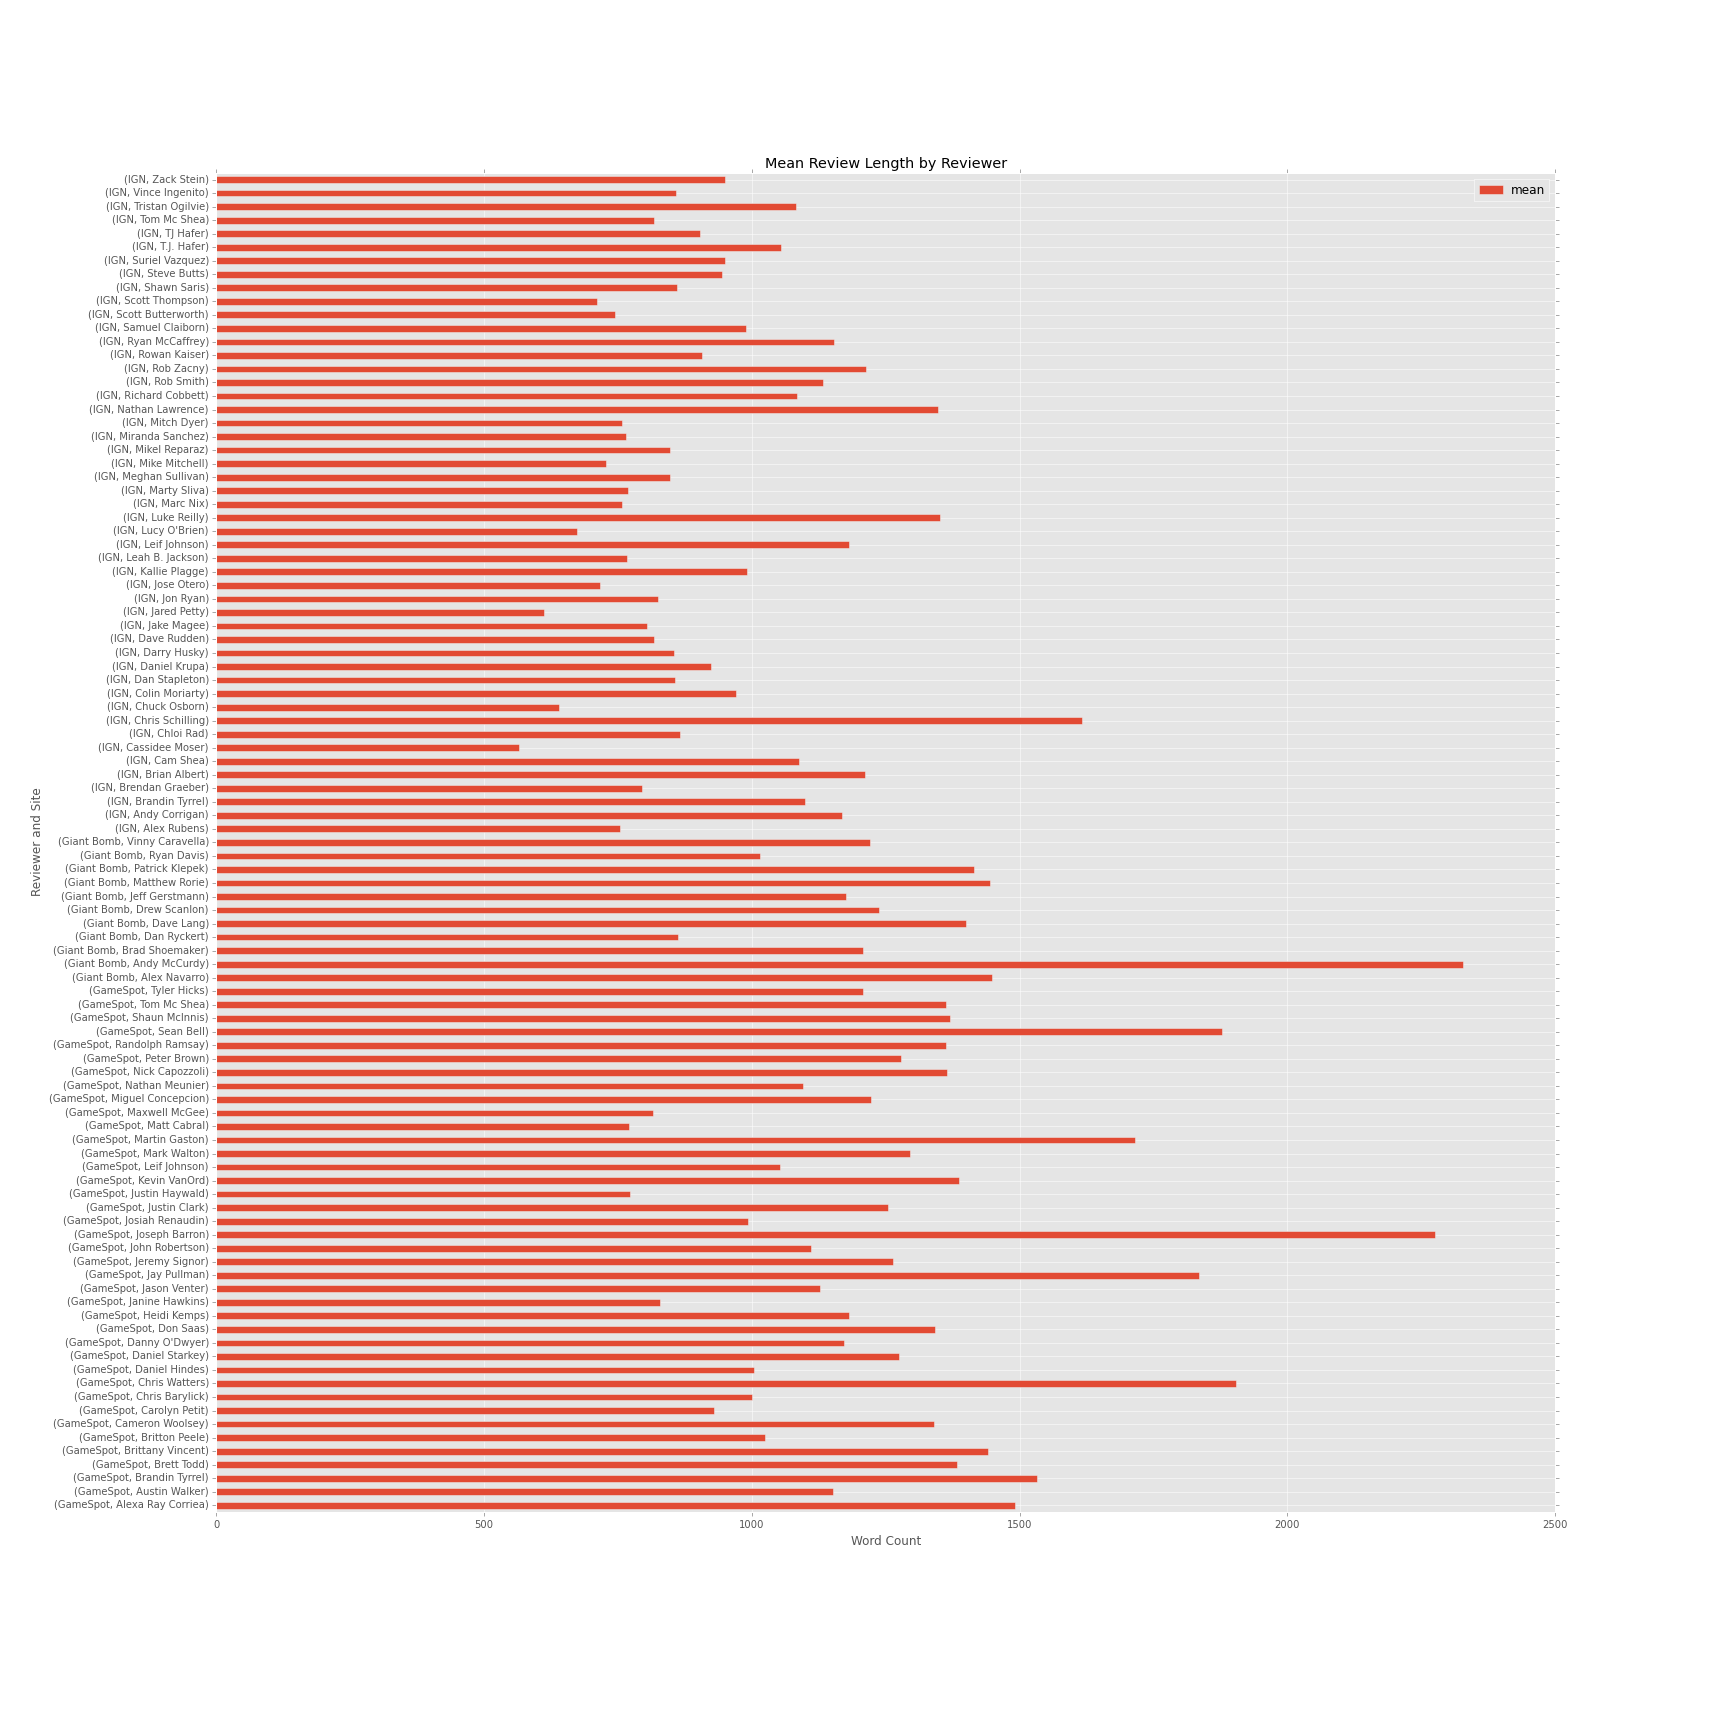 Mean Review Length by Reviewer
mean
(IGN, Zack Stein)
(IGN, Vince Ingenito)
(IGN, Tristan Ogilvie)
(IGN, Tom Mc Shea)
(IGN, TJ Hafer)
(IGN, T.J. Hafer)
(IGN, Suriel Vazquez)
(IGN, Steve Butts)
(IGN, Shawn Saris)
(IGN, Scott Thompson)
(IGN, Scott Butterworth)
(IGN, Samuel Claiborn)
(IGN, Ryan McCaffrey)
(IGN, Rowan Kaiser)
(IGN, Rob Zacny)
(IGN, Rob Smith)
(IGN, Richard Cobbett)
(IGN, Nathan Lawrence)
(IGN, Mitch Dyer)
(IGN, Miranda Sanchez)
(IGN, Mikel Reparaz)
(IGN, Mike Mitchell)
(IGN, Meghan Sullivan)
(IGN, Marty Sliva)
(IGN, Marc Nix)
(IGN, Luke Reilly)
(IGN, Lucy O'Brien)
(IGN, Leif Johnson)
(IGN, Leah B. Jackson)
(IGN, Kallie Plagge)
(IGN, Jose Otero)
(IGN, Jon Ryan)
(IGN, Jared Petty)
(IGN, Jake Magee)
(IGN, Dave Rudden)
(IGN, Darry Husky)
(IGN, Daniel Krupa)
(IGN, Dan Stapleton)
(IGN, Colin Moriarty)
(IGN, Chuck Osborn)
(IGN, Chris Schilling)
(IGN, Chloi Rad)
(IGN, Cassidee Moser)
(IGN, Cam Shea)
(IGN, Brian Albert)
(IGN, Brendan Graeber)
(IGN, Brandin Tyrrel)
(IGN, Andy Corrigan)
(IGN, Alex Rubens)
(Giant Bomb, Vinny Caravella)
(Giant Bomb, Ryan Davis)
(Giant Bomb, Patrick Klepek)
(Giant Bomb, Matthew Rorie)
(Giant Bomb, Jeff Gerstmann)
(Giant Bomb, Drew Scanlon)
(Giant Bomb, Dave Lang)
(Giant Bomb, Dan Ryckert)
(Giant Bomb, Brad Shoemaker)
(Giant Bomb, Andy McCurdy)
(Giant Bomb, Alex Navarro)
(GameSpot, Tyler Hicks)
(GameSpot, Tom Mc Shea)
(GameSpot, Shaun McInnis)
(GameSpot, Sean Bell)
(GameSpot, Randolph Ramsay)
(GameSpot, Peter Brown)
(GameSpot, Nick Capozzoli)
(GameSpot, Nathan Meunier)
(GameSpot, Miguel Concepcion)
(GameSpot, Maxwell McGee)
(GameSpot, Matt Cabral)
(GameSpot, Martin Gaston)
(GameSpot, Mark Walton)
(GameSpot, Leif Johnson)
(GameSpot, Kevin VanOrd)
(GameSpot, Justin Haywald)
(GameSpot, Justin Clark)
(GameSpot, Josiah Renaudin)
(GameSpot, Joseph Barron)
(GameSpot, John Robertson)
(GameSpot, Jeremy Signor)
(GameSpot, Jay Pullman)
(GameSpot, Jason Venter)
(GameSpot, Janine Hawkins)
(GameSpot, Heidi Kemps)
(GameSpot, Don Saas)
(GameSpot, Danny O'Dwyer)
(GameSpot, Daniel Starkey)
(GameSpot, Daniel Hindes)
(GameSpot, Chris Watters)
(GameSpot, Chris Barylick)
(GameSpot, Carolyn Petit)
(GameSpot, Cameron Woolsey)
(GameSpot, Britton Peele)
(GameSpot, Brittany Vincent)
(GameSpot, Brett Todd)
(GameSpot, Brandin Tyrrel)
(GameSpot, Austin Walker)
(GameSpot, Alexa Ray Corriea)
Reviewer and Site
0 500 1000 1500 2000 2500
Word Count